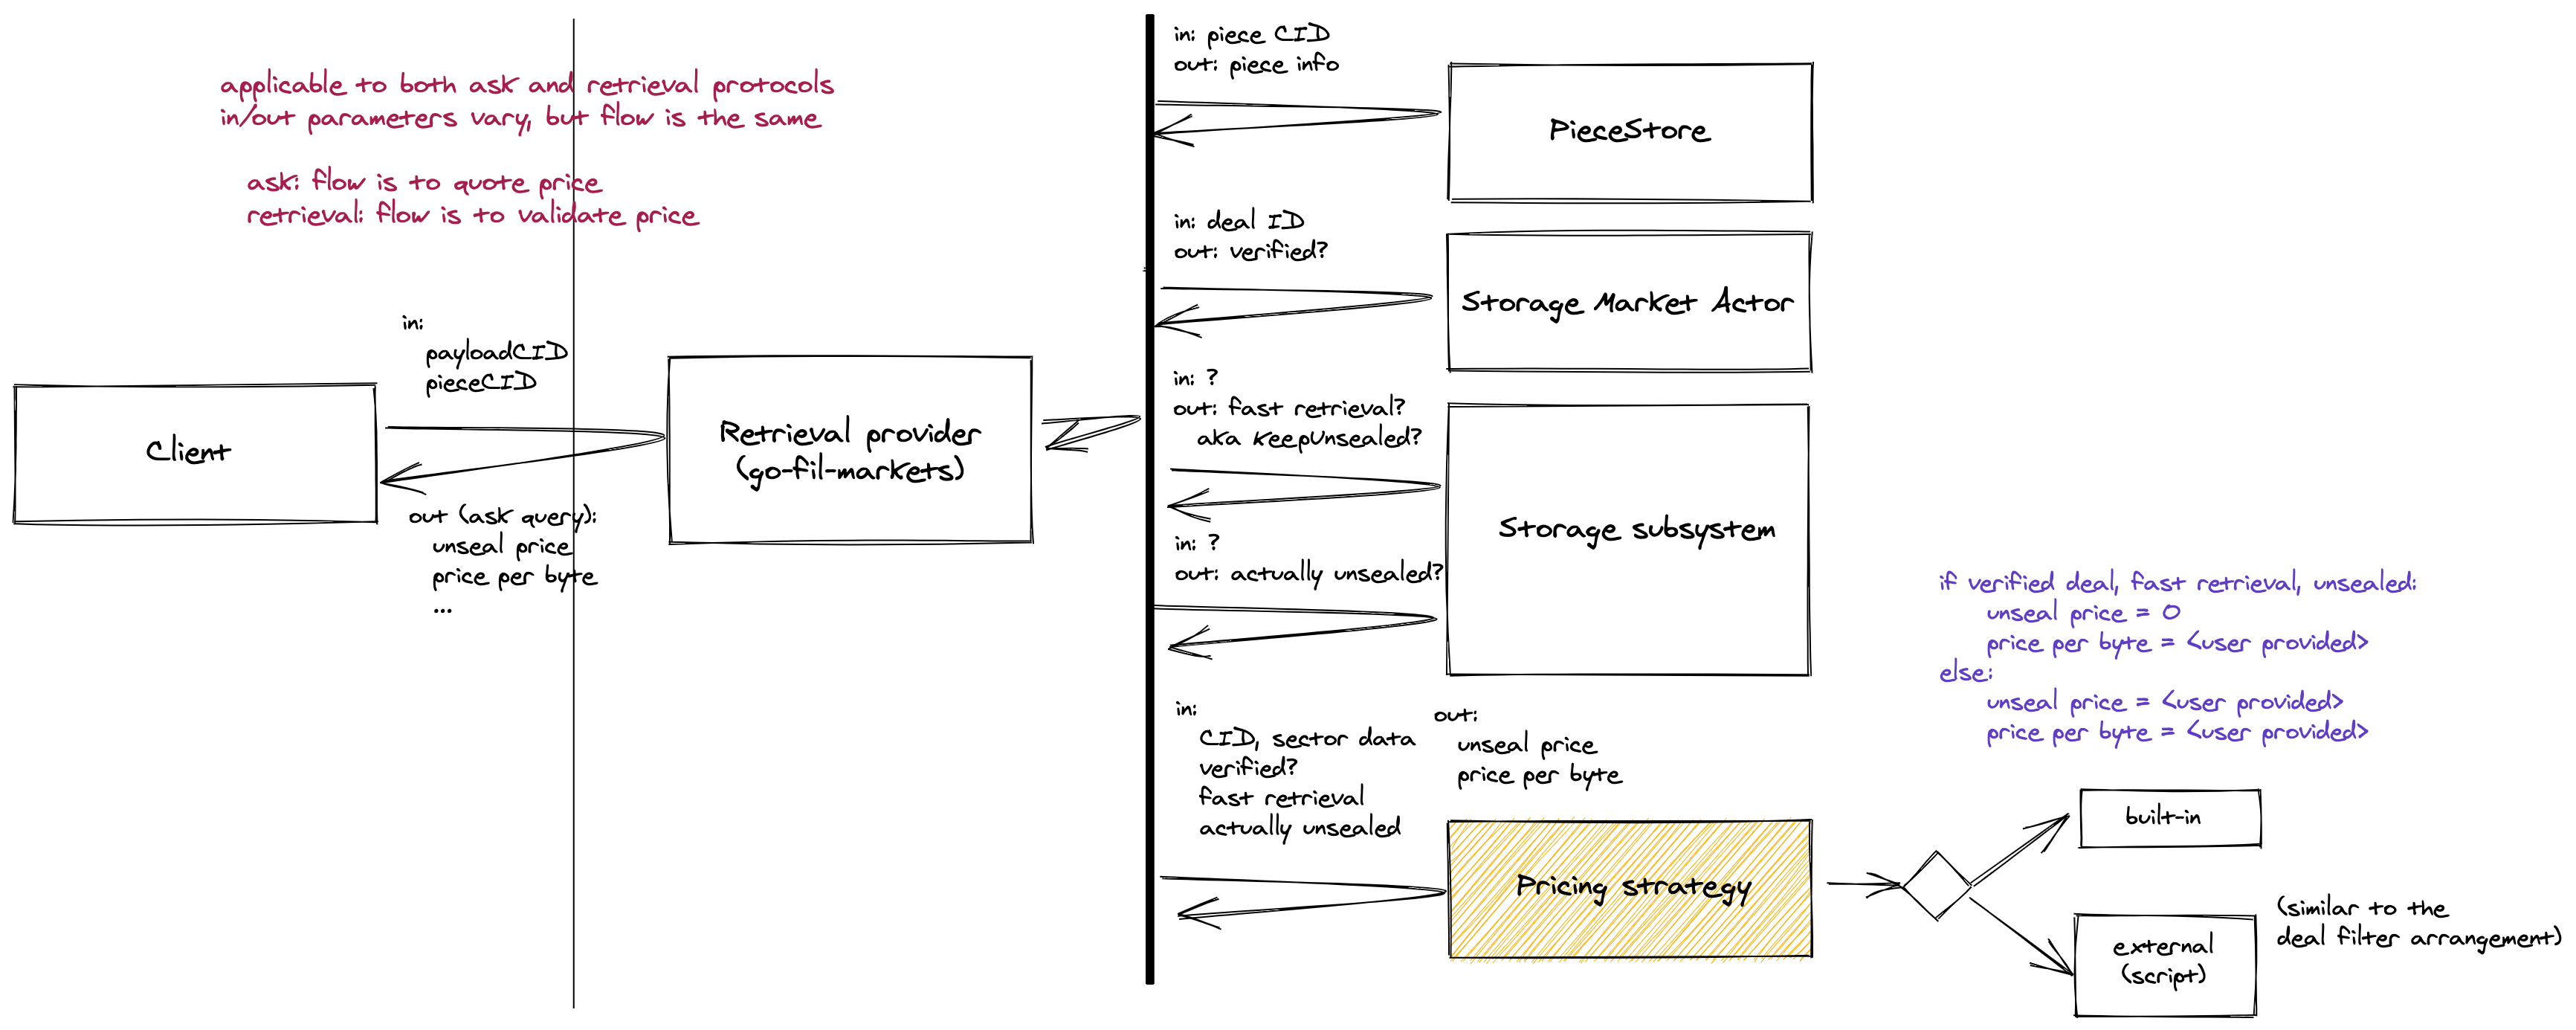 applicable to both ask and retrieval protocols
in/out parameters vary, but flow is the same
ask: flow is to quote price
retrieval: flow is to validate price
Client
in:
payloadCID
pieceCID
out (ask query):
unseal price
price per byte
...
Retrieval provider
(go-fil-markets)
in: piece CID
out: piece info
PieceStore
in: deal ID
out: verified?
Storage Market Actor
in: ?
out: fast retrieval?
aka keepUnsealed?
in: ?
out: actually unsealed?
Storage subsystem
in:
CID, sector data
verified?
fast retrieval
actually unsealed
out:
unseal price
price per byte
Pricing strategy
if verified deal, fast retrieval, unsealed:
unseal price = 0
price per byte = <user provided>
else:
unseal price = <user provided>
price per byte = <user provided>
built-in
external
(script)
(similar to the
deal filter arrangement)